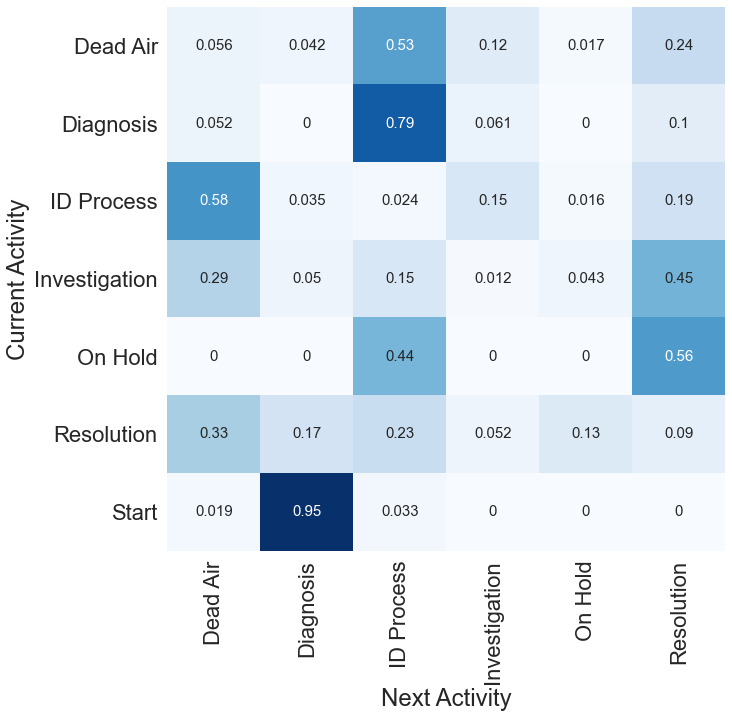 Current Activity
Dead Air 0.056 0.042 0.53 0.12 0.017 0.24
Diagnosis 0.052 0 0.79 0.061 0 0.1
ID Process 0.58 0.035 0.024 0.15 0.016 0.19
Investigation 0.29 0.05 0.15 0.012 0.043 0.45
On Hold 0 0 0.44 0 0 0.56
Resolution 0.33 0.17 0.23 0.052 0.13 0.09
Start 0.019 0.95 0.033 0 0 0
Dead Air Diagnosis ID Process Investigation On Hold Resolution
Next Activity